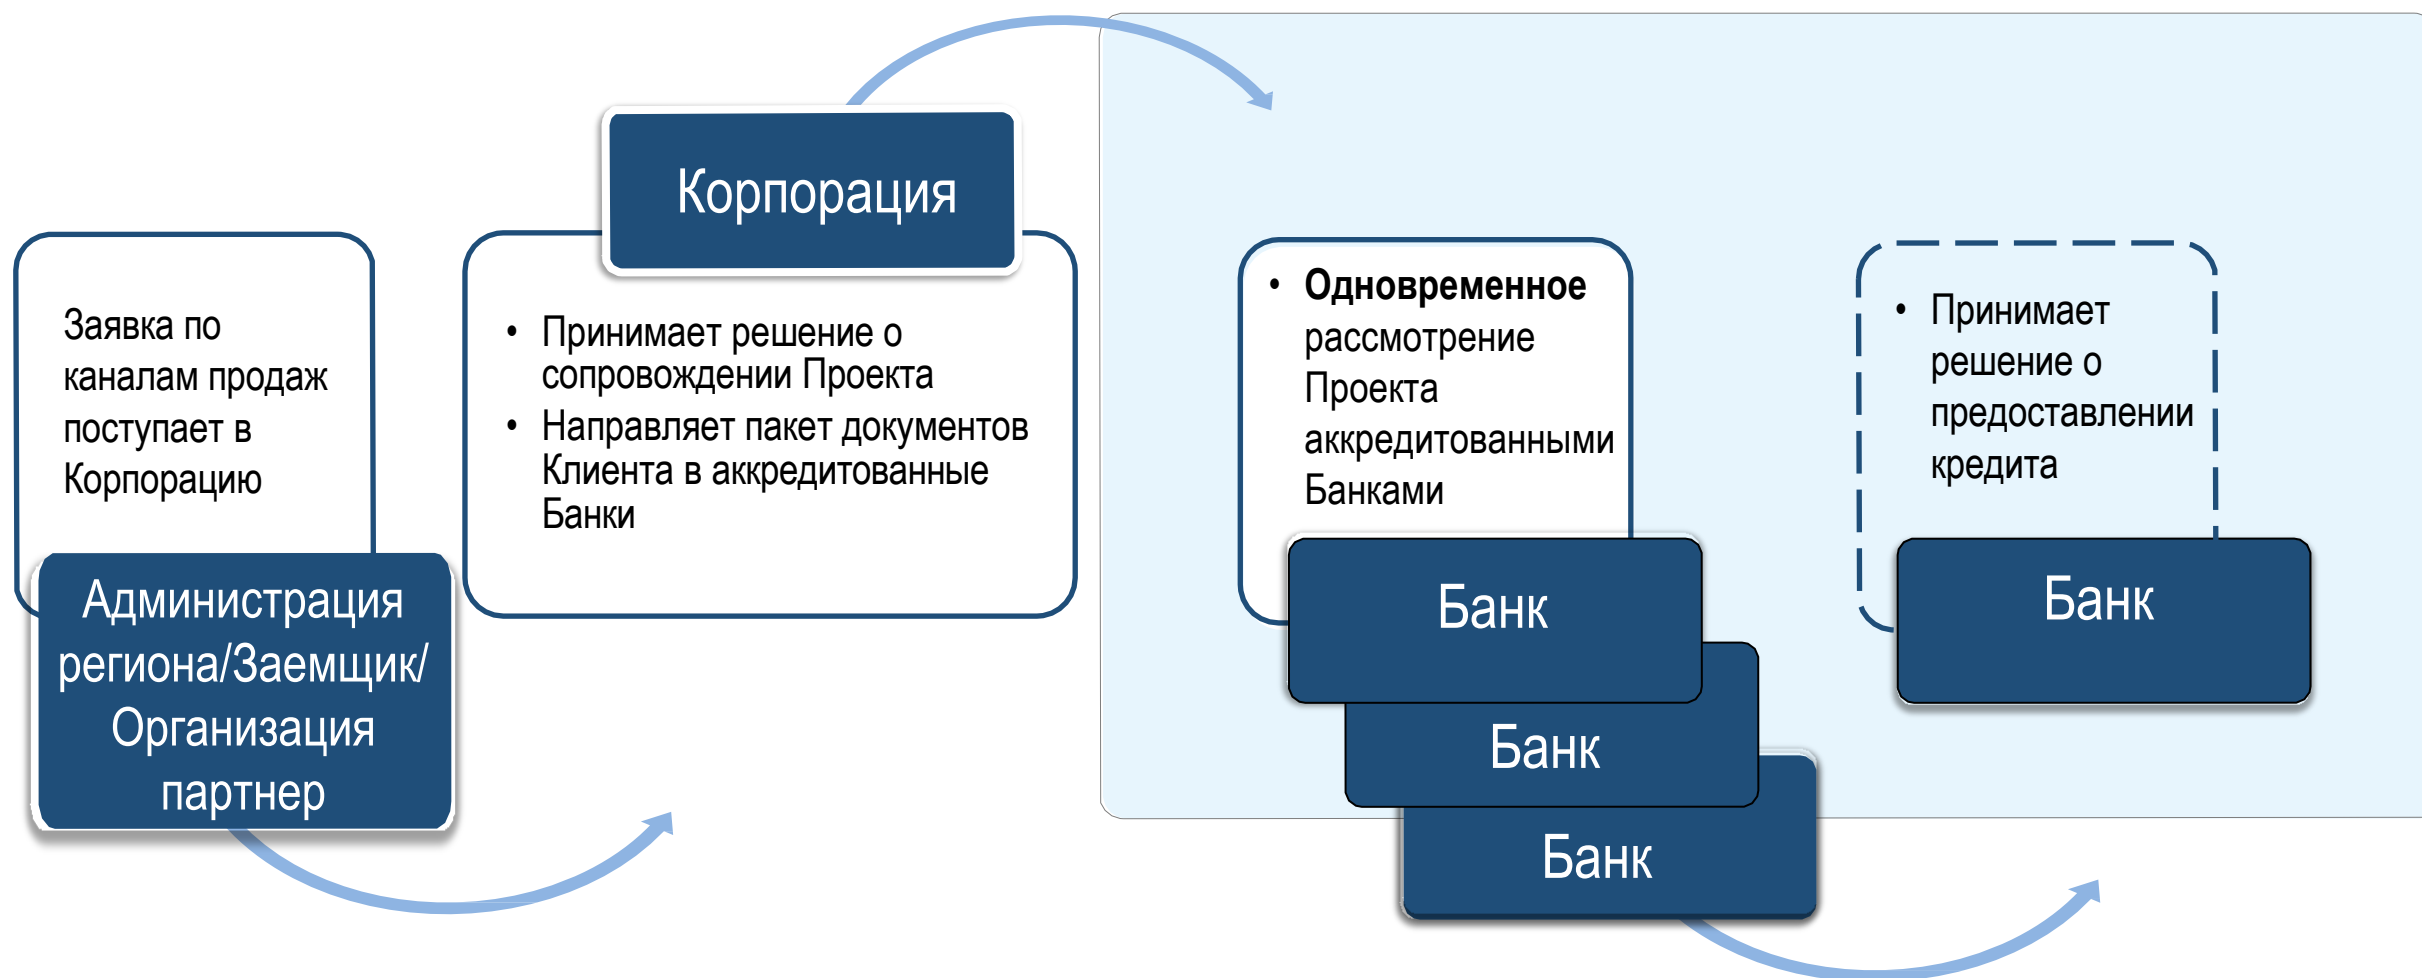 Заявка по
каналам продаж
поступает в
Корпорацию
Администрация
региона/Заемщик/
Организация
партнер
Корпорация
• Принимает решение о
сопровождении Проекта
• Направляет пакет документов
Клиента в аккредитованные
Банки
• Одновременное
рассмотрение
Проекта
аккредитованными
Банками
Банк
Банк
Банк
• Принимает
решение о
предоставлении
кредита
Банк